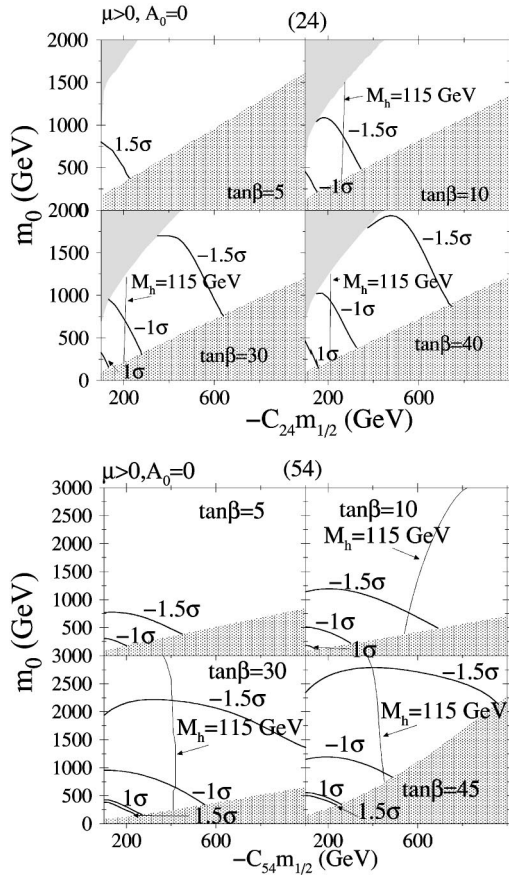 μ>0, A₀=0 (24)
2000
1500
1000
500
m₀ (GeV)
1.5σ
tanβ=5
M_h=115 GeV
−1.5σ
−1σ
tanβ=10
2000
1500
1000
500
0
−1.5σ
M_h=115 GeV
−1σ
1σ
tanβ=30
−1.5σ
M_h=115 GeV
−1σ
1σ
tanβ=40
200 600 200 600
−C₂₄m₁/₂ (GeV)
μ>0,A₀=0 (54)
3000
2500
2000
1500
1000
500
m₀ (GeV)
tanβ=5
−1.5σ
−1σ
tanβ=10
M_h=115 GeV
−1.5σ
−1σ
1σ
3000
2500
2000
1500
1000
500
0
tanβ=30
−1.5σ
M_h=115 GeV
−1σ
1σ
1.5σ
−1.5σ
M_h=115 GeV
−1σ
1σ
1.5σ
tanβ=45
200 600 200 600
−C₅₄m₁/₂ (GeV)